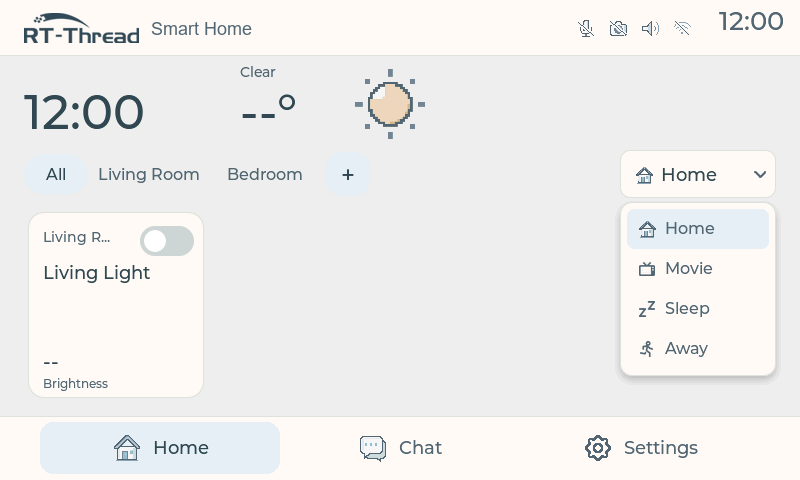 RT-Thread Smart Home 12:00
Clear
12:00 --°
All Living Room Bedroom + Home
Living R...
Living Light
--
Brightness
Home
Movie
Sleep
Away
Home Chat Settings